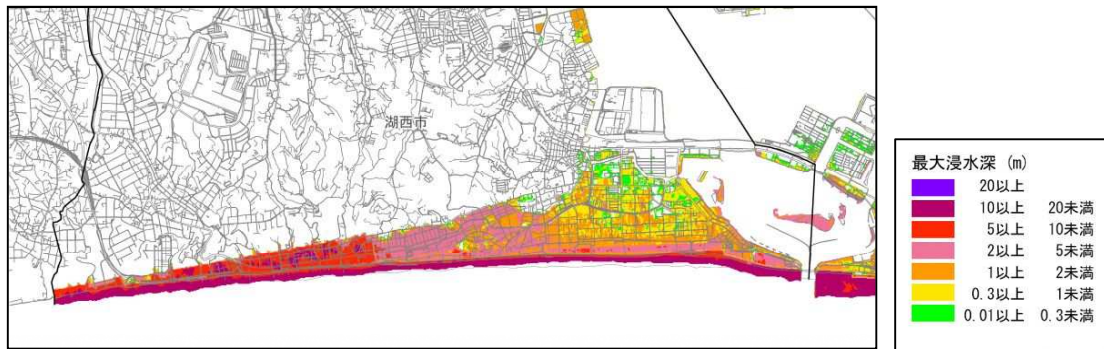 湖西市
最大浸水深 (m)
20以上
10以上 20未満
5以上 10未満
2以上 5未満
1以上 2未満
0.3以上 1未満
0.01以上 0.3未満